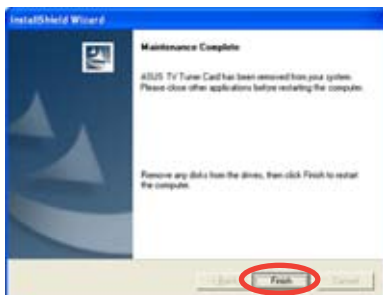 InstallShield Wizard
Maintenance Complete
ASUS TV Tuner Card has been removed from your system.
Please close other applications before restarting the computer.
Remove any disks from the drives, then click Finish to restart
the computer.
< Back
Finish
Cancel